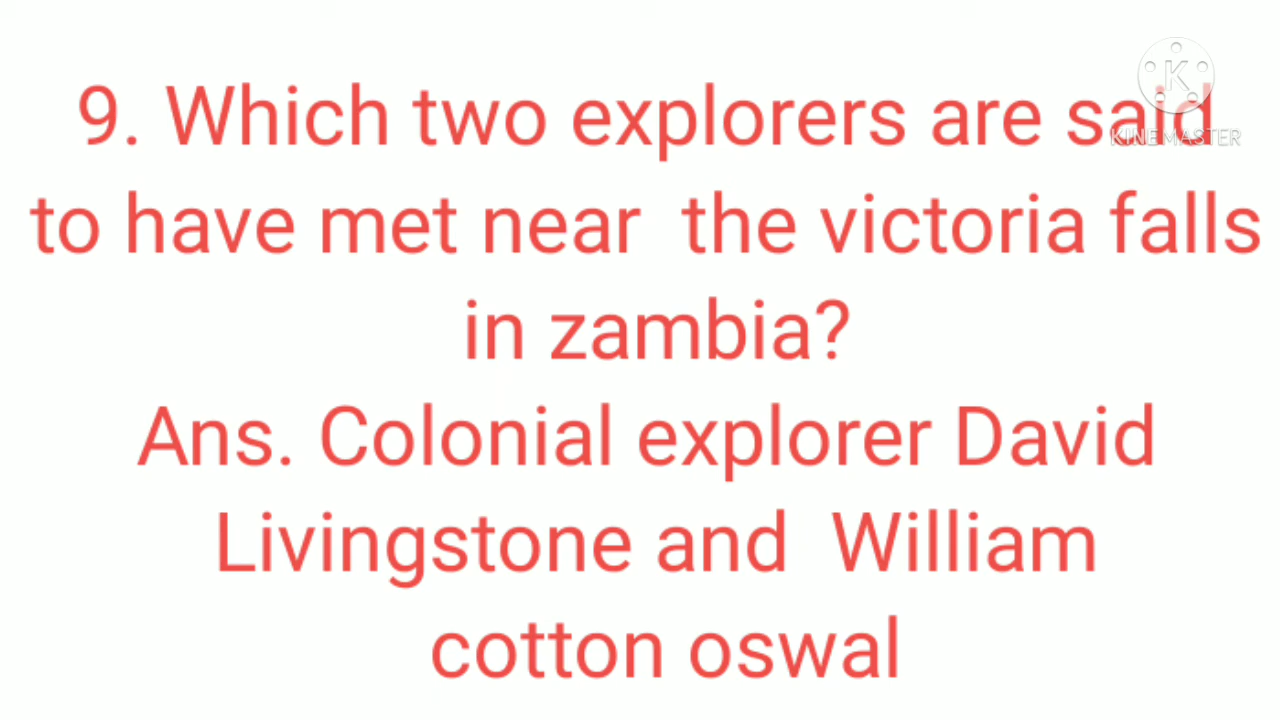 9. Which two explorers are said
KINEMASTER
to have met near the victoria falls
in zambia?
Ans. Colonial explorer David
Livingstone and William
cotton oswal